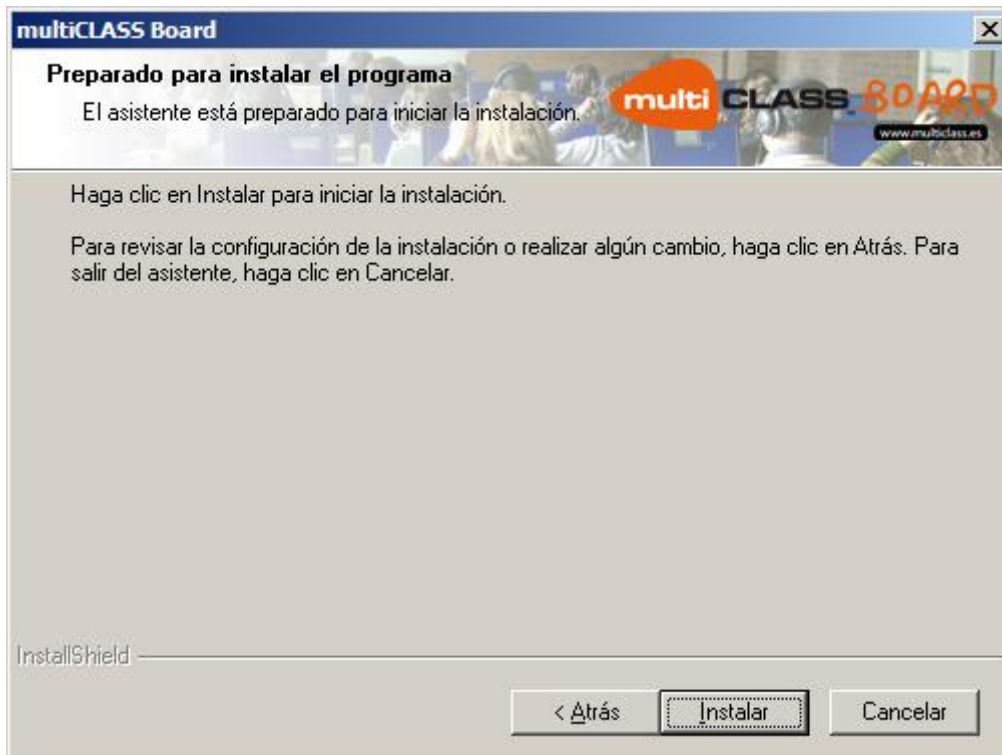 multiCLASS Board
Preparado para instalar el programa
El asistente está preparado para iniciar la instalación.
multi CLASS BOARD
www.multiclass.es
Haga clic en Instalar para iniciar la instalación.
Para revisar la configuración de la instalación o realizar algún cambio, haga clic en Atrás. Para
salir del asistente, haga clic en Cancelar.
InstallShield
< Atrás
Instalar
Cancelar